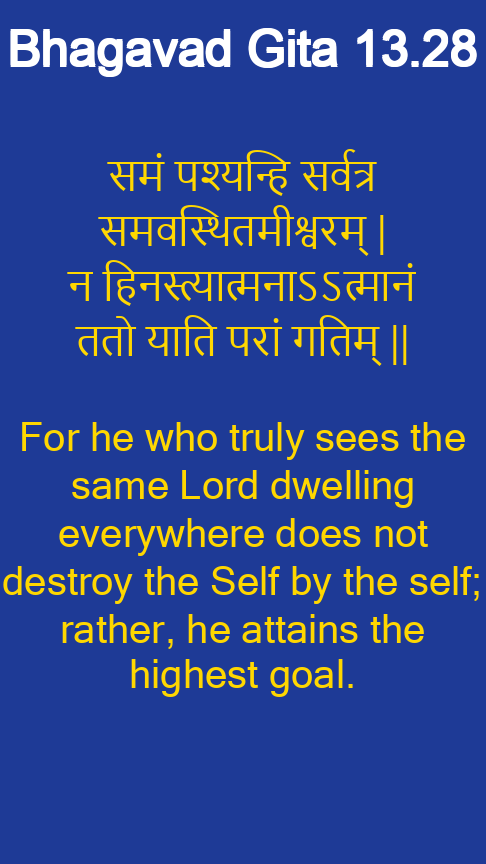 Bhagavad Gita 13.28
समं पश्यन्हि सर्वत्र
समवस्थितमीश्वरम् |
न हिनस्त्यात्मनाऽऽत्मानं
ततो याति परां गतिम् ||
For he who truly sees the
same Lord dwelling
everywhere does not
destroy the Self by the self;
rather, he attains the
highest goal.